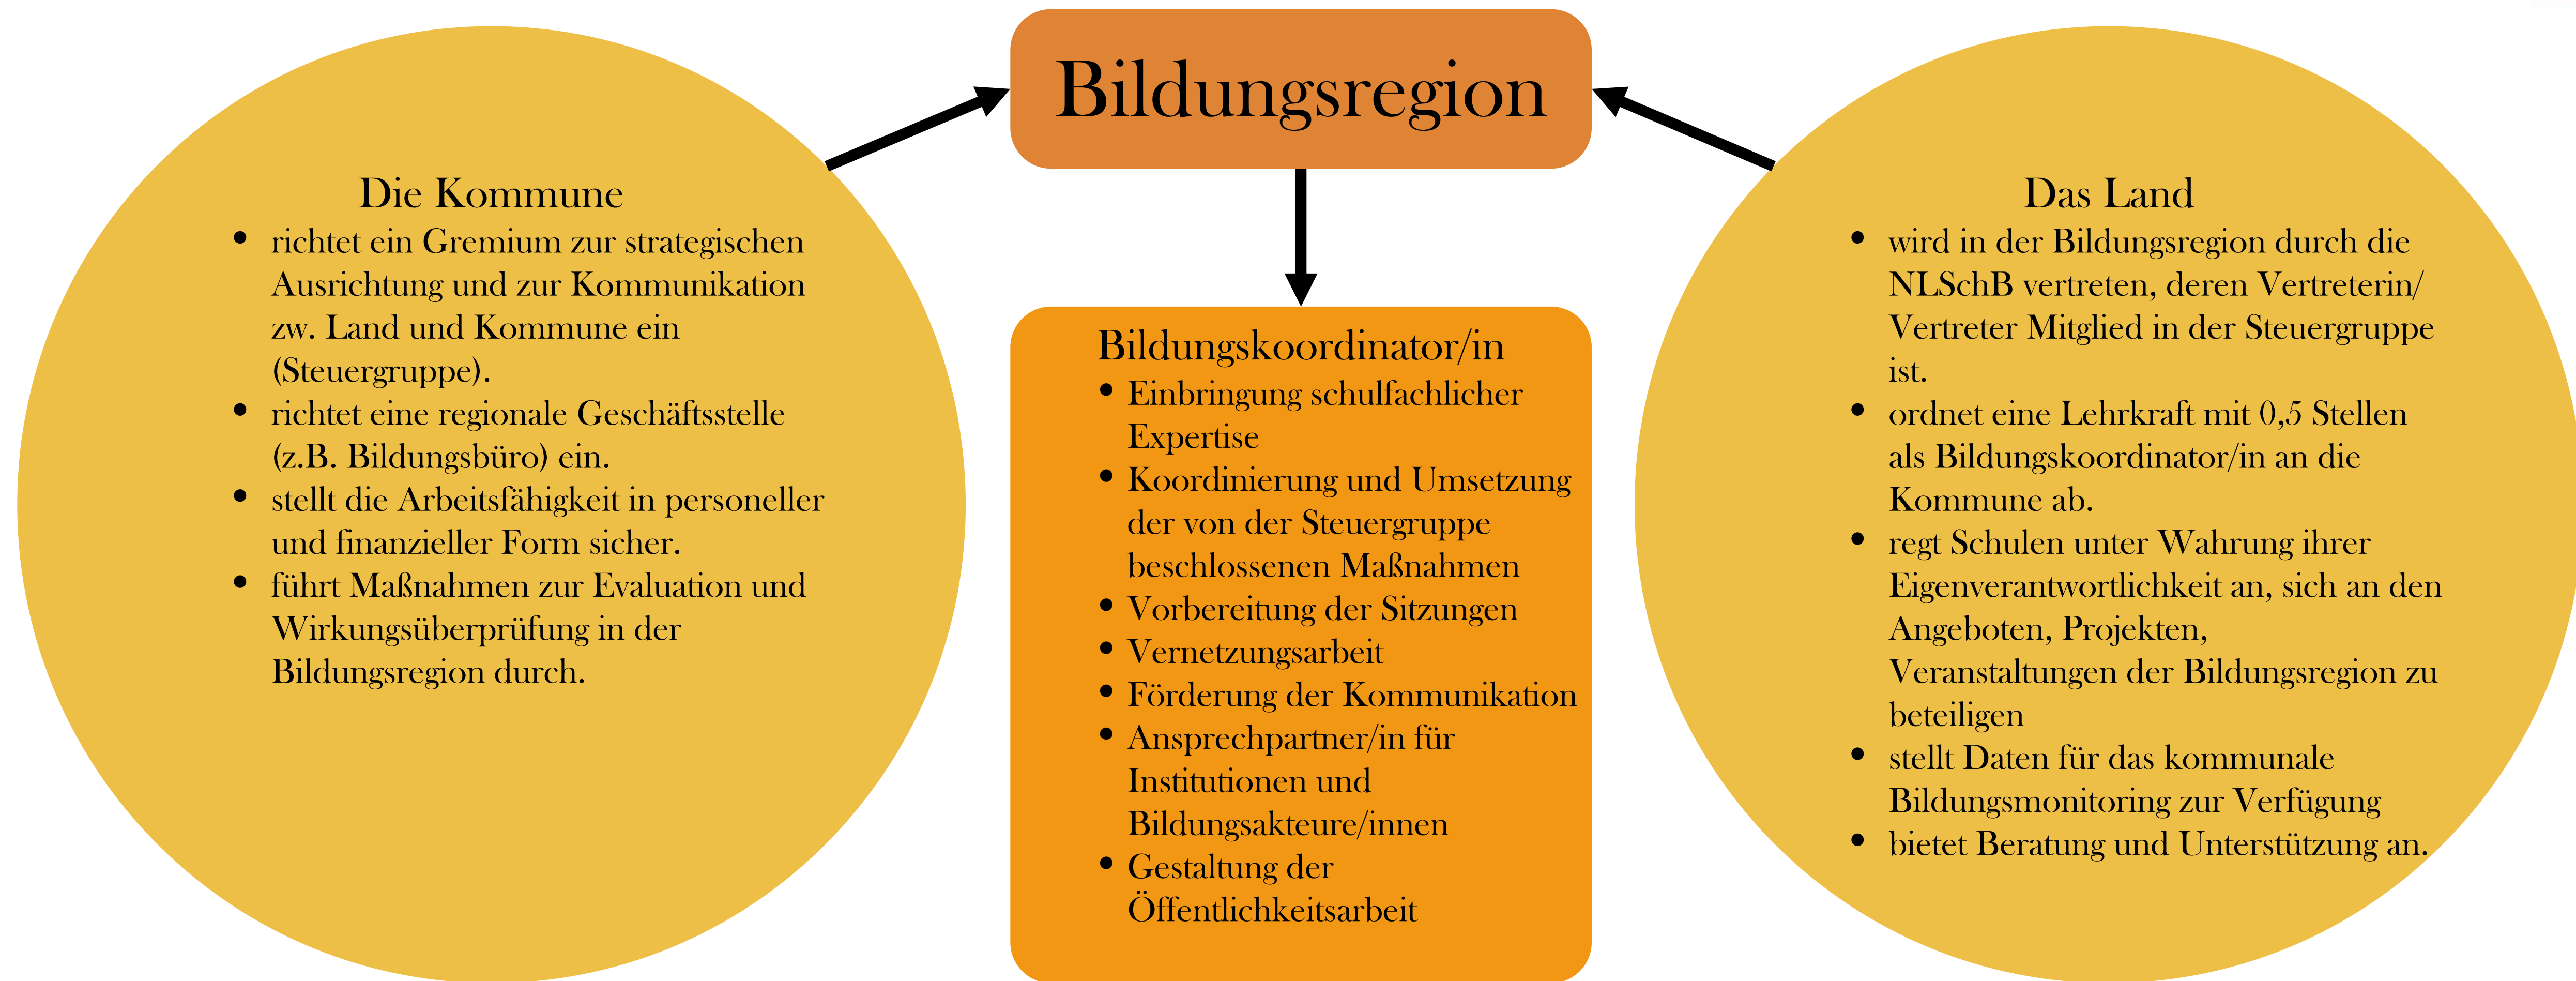 Bildungsregion
Die Kommune
• richtet ein Gremium zur strategischen
Ausrichtung und zur Kommunikation
zw. Land und Kommune ein
(Steuergruppe).
• richtet eine regionale Geschäftsstelle
(z.B. Bildungsbüro) ein.
• stellt die Arbeitsfähigkeit in personeller
und finanzieller Form sicher.
• führt Maßnahmen zur Evaluation und
Wirkungsüberprüfung in der
Bildungsregion durch.
Bildungskoordinator/in
• Einbringung schulfachlicher
Expertise
• Koordinierung und Umsetzung
der von der Steuergruppe
beschlossenen Maßnahmen
• Vorbereitung der Sitzungen
• Vernetzungsarbeit
• Förderung der Kommunikation
• Ansprechpartner/in für
Institutionen und
Bildungsakteure/innen
• Gestaltung der
Öffentlichkeitsarbeit
Das Land
• wird in der Bildungsregion durch die
NLSchB vertreten, deren Vertreterin/
Vertreter Mitglied in der Steuergruppe
ist.
• ordnet eine Lehrkraft mit 0,5 Stellen
als Bildungskoordinator/in an die
Kommune ab.
• regt Schulen unter Wahrung ihrer
Eigenverantwortlichkeit an, sich an den
Angeboten, Projekten,
Veranstaltungen der Bildungsregion zu
beteiligen
• stellt Daten für das kommunale
Bildungsmonitoring zur Verfügung
• bietet Beratung und Unterstützung an.